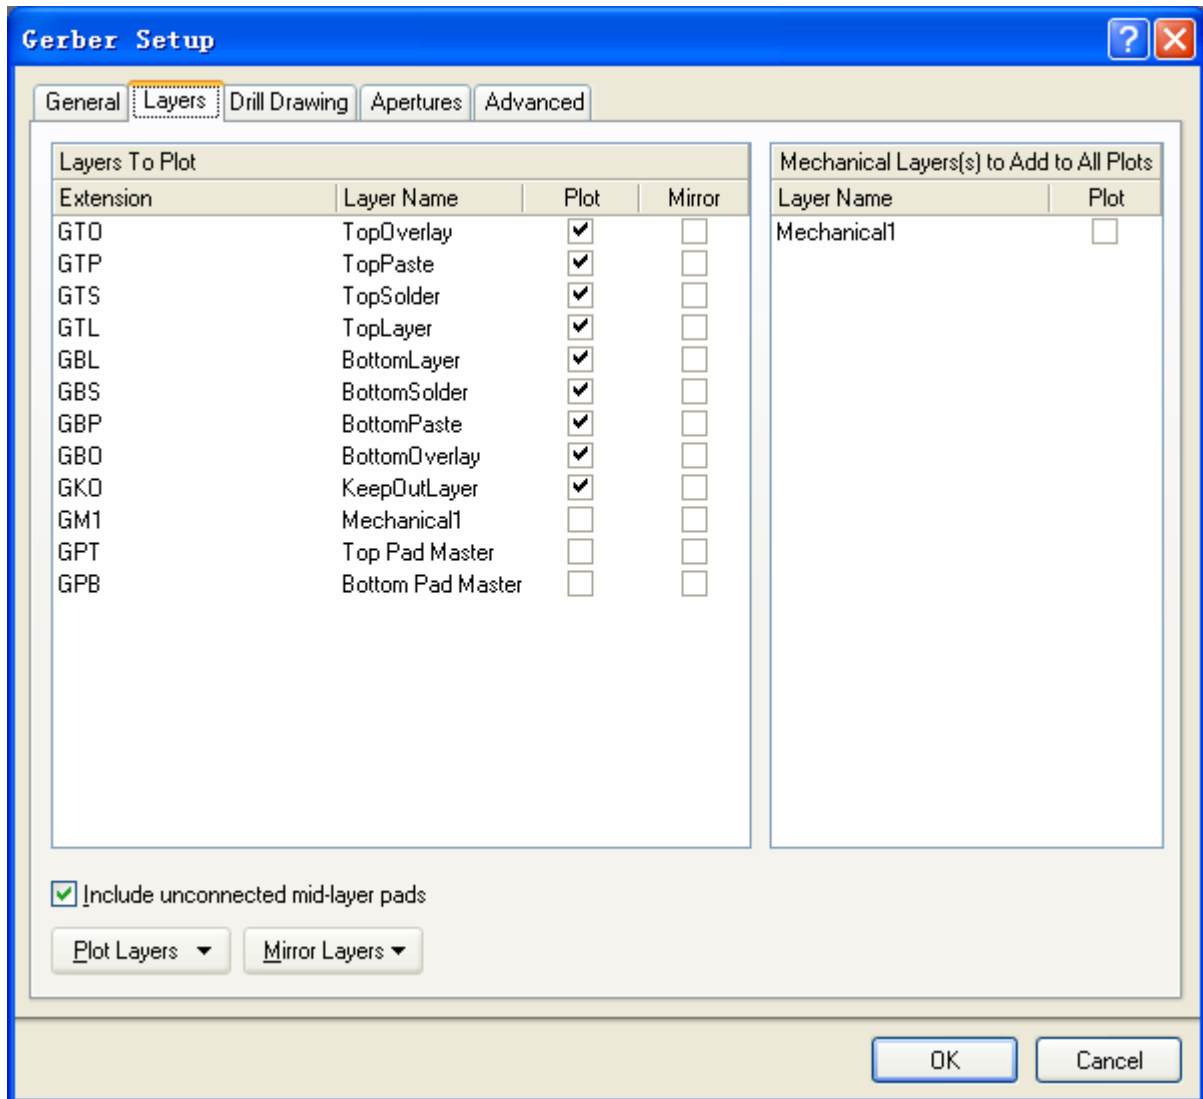 Gerber Setup
General Layers Drill Drawing Apertures Advanced
Layers To Plot
Extension Layer Name Plot Mirror
GTO TopOverlay
GTP TopPaste
GTS TopSolder
GTL TopLayer
GBL BottomLayer
GBS BottomSolder
GBP BottomPaste
GBO BottomOverlay
GKO KeepOutLayer
GM1 Mechanical1
GPT Top Pad Master
GPB Bottom Pad Master
Mechanical Layers(s) to Add to All Plots
Layer Name Plot
Mechanical1
Include unconnected mid-layer pads
Plot Layers Mirror Layers
OK Cancel